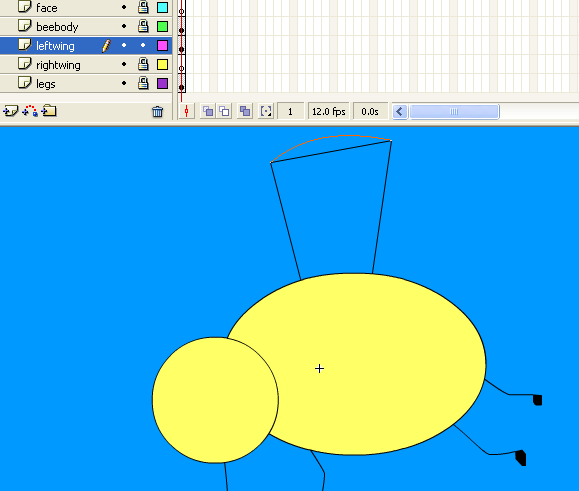 face
beebody
leftwing
rightwing
legs
1 12.0 fps 0.0s